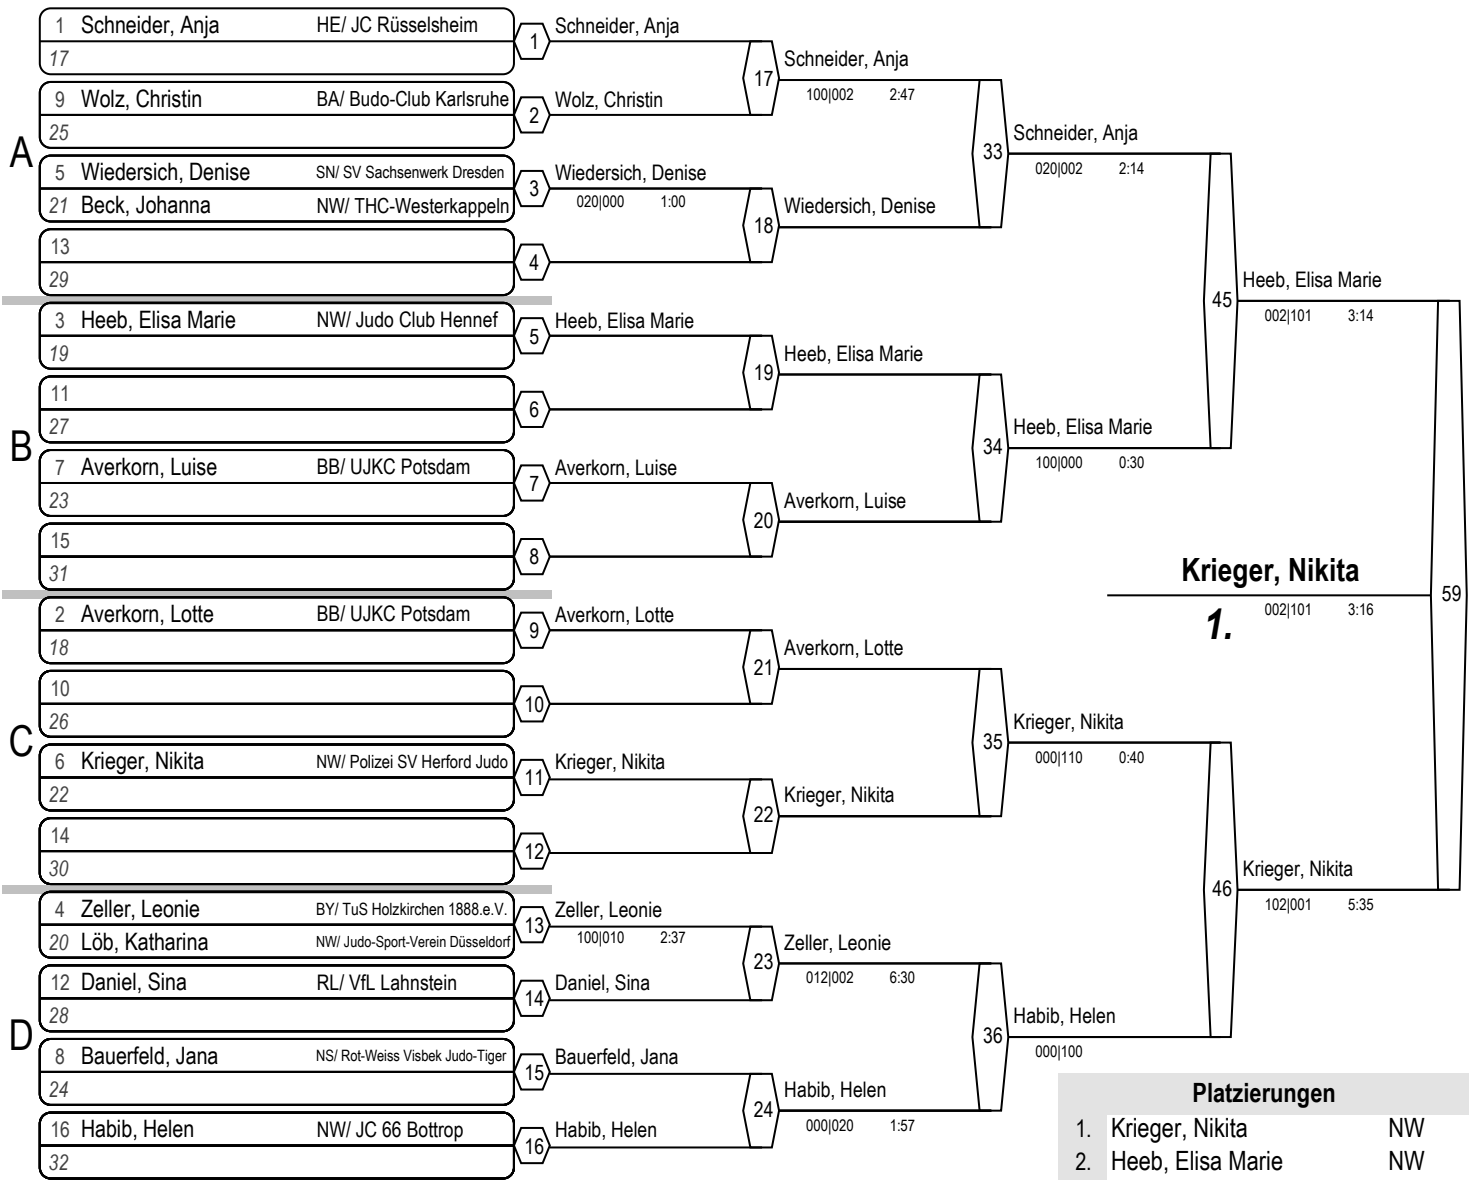 1 Schneider, Anja HE/ JC Rüsselsheim
17
1
Schneider, Anja
9 Wolz, Christin BA/ Budo-Club Karlsruhe
25
2
Wolz, Christin
17
Schneider, Anja
100|002 2:47
A
5 Wiedersich, Denise SN/ SV Sachsenwerk Dresden
21 Beck, Johanna NW/ THC-Westerkappeln
3
Wiedersich, Denise
020|000 1:00
13
29
4
18
Wiedersich, Denise
33
Schneider, Anja
020|002 2:14
3 Heeb, Elisa Marie NW/ Judo Club Hennef
19
5
Heeb, Elisa Marie
11
27
6
19
Heeb, Elisa Marie
B
7 Averkorn, Luise BB/ UJKC Potsdam
23
7
Averkorn, Luise
15
31
8
20
Averkorn, Luise
34
Heeb, Elisa Marie
100|000 0:30
45
Heeb, Elisa Marie
002|101 3:14
2 Averkorn, Lotte BB/ UJKC Potsdam
18
9
Averkorn, Lotte
10
26
10
21
Averkorn, Lotte
C
6 Krieger, Nikita NW/ Polizei SV Herford Judo
22
11
Krieger, Nikita
14
30
12
22
Krieger, Nikita
35
Krieger, Nikita
000|110 0:40
4 Zeller, Leonie BY/ TuS Holzkirchen 1888.e.V.
20 Löb, Katharina NW/ Judo-Sport-Verein Düsseldorf
13
Zeller, Leonie
100|010 2:37
12 Daniel, Sina RL/ VfL Lahnstein
28
14
Daniel, Sina
23
Zeller, Leonie
012|002 6:30
D
8 Bauerfeld, Jana NS/ Rot-Weiss Visbek Judo-Tiger
24
15
Bauerfeld, Jana
16 Habib, Helen NW/ JC 66 Bottrop
32
16
Habib, Helen
24
Habib, Helen
000|020 1:57
36
Habib, Helen
000|100
46
Krieger, Nikita
102|001 5:35
59
Krieger, Nikita
1. 002|101 3:16
Platzierungen
1. Krieger, Nikita NW
2. Heeb, Elisa Marie NW